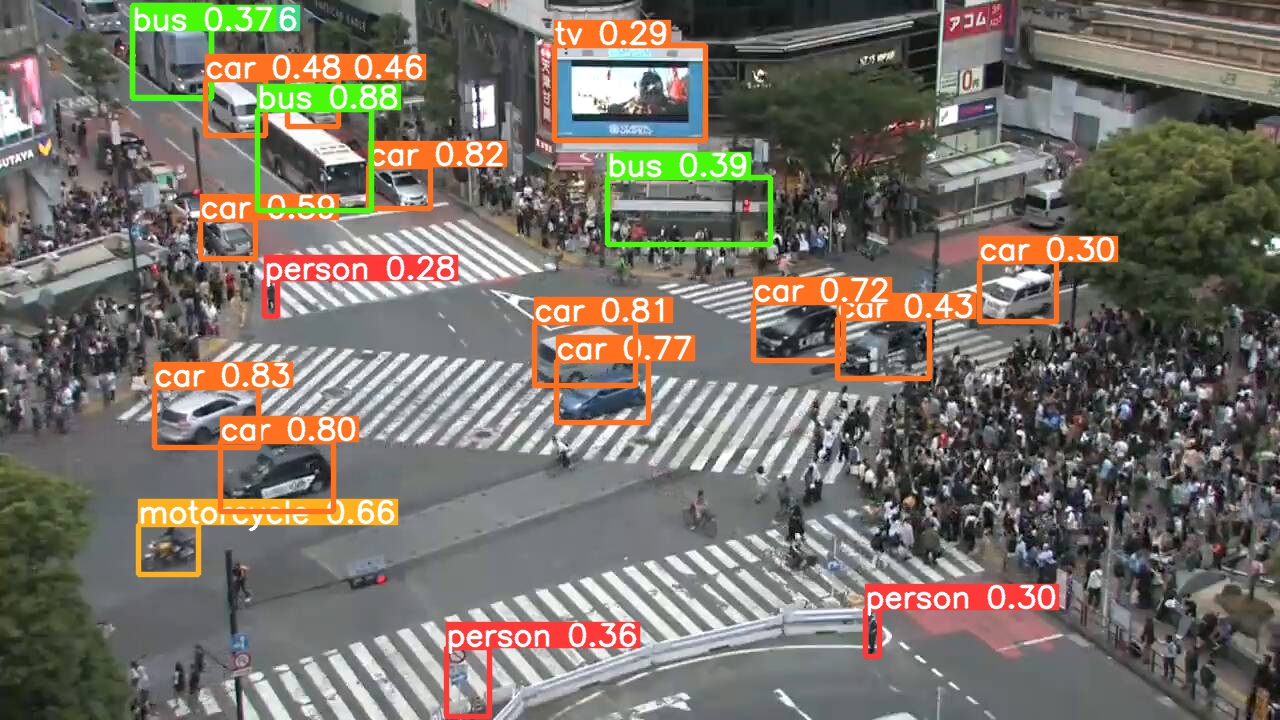 bus 0.376
tv 0.29
アコム
car 0.48 0.46
bus 0.88
car 0.82
bus 0.39
UTAYA
car 0.59
person 0.28
car 0.30
car 0.72
car 0.43
car 0.81
car 0.77
car 0.83
car 0.80
motorcycle 0.66
person 0.30
person 0.36